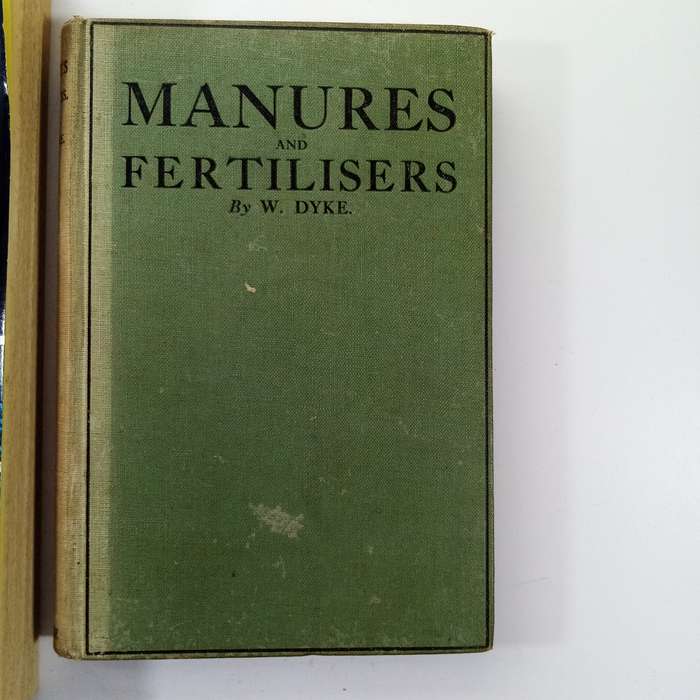 MANURES
AND
FERTILISERS
By W. DYKE.